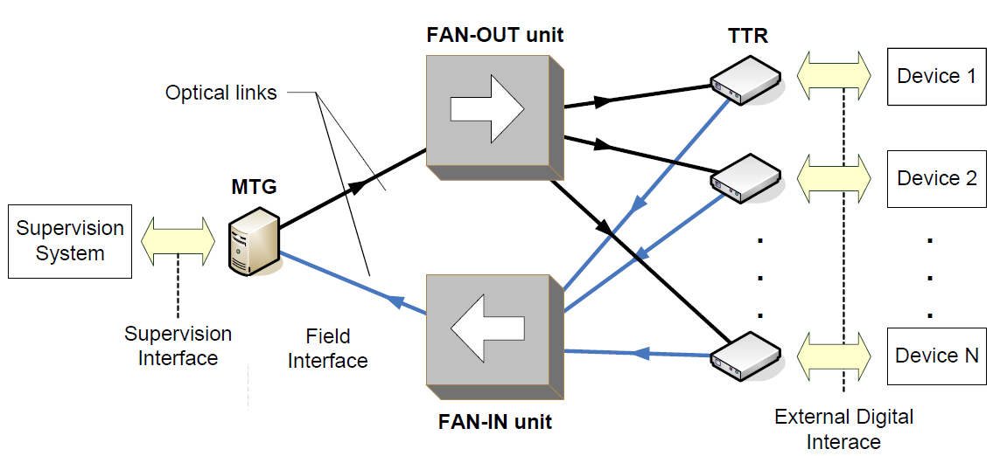 FAN-OUT unit
TTR
Device 1
Optical links
Device 2
MTG
Supervision
System
Supervision
Interface
Field
Interface
Device N
FAN-IN unit
External Digital
Interace